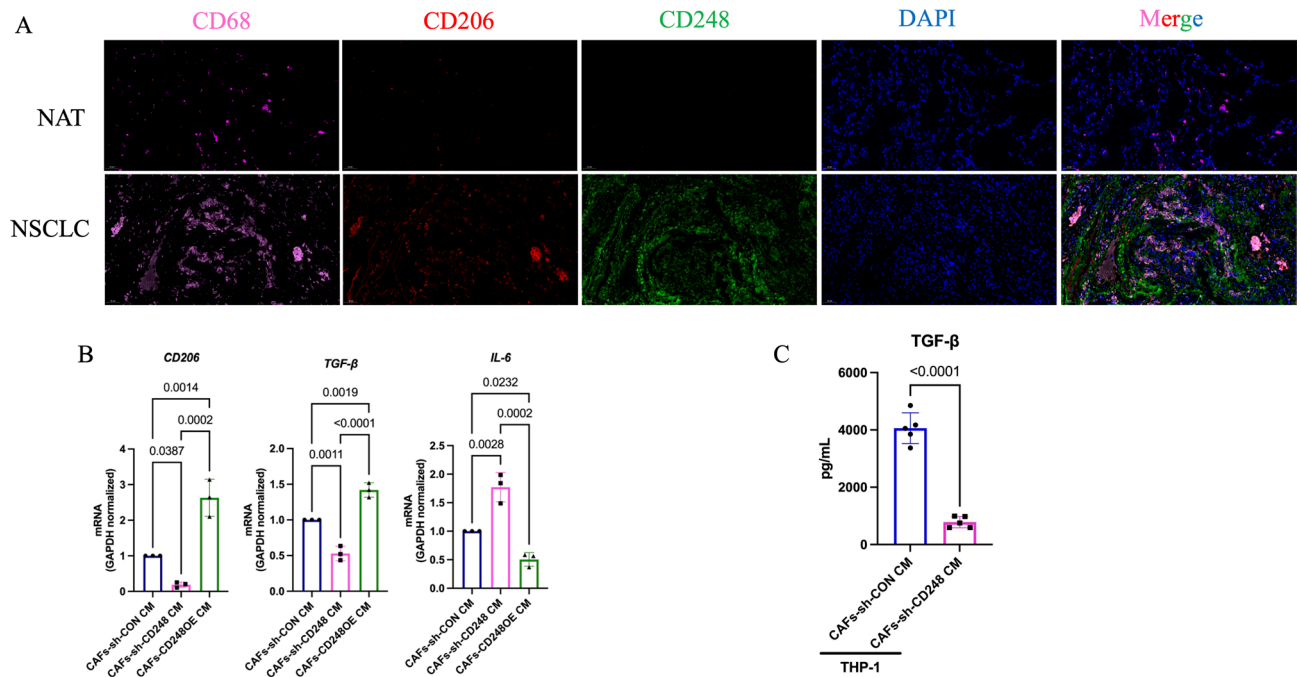 A
CD68 CD206 CD248 DAPI Merge
NAT
NSCLC
B
CD206
0.0014
0.0002
0.0387
mRNA
(GAPDH normalized)
4
3
2
1
0
CAFs-sh-CON CM
CAFs-sh-CD248 CM
CAFs-CD248OE CM
TGF-β
0.0019
<0.0001
0.0011
mRNA
(GAPDH normalized)
2.0
1.5
1.0
0.5
0.0
CAFs-sh-CON CM
CAFs-sh-CD248 CM
CAFs-CD248OE CM
IL-6
0.0232
0.0002
0.0028
mRNA
(GAPDH normalized)
2.5
2.0
1.5
1.0
0.5
0.0
CAFs-sh-CON CM
CAFs-sh-CD248 CM
CAFs-CD248OE CM
C
TGF-β
<0.0001
pg/mL
6000
4000
2000
0
CAFs-sh-CON CM
CAFs-sh-CD248 CM
THP-1